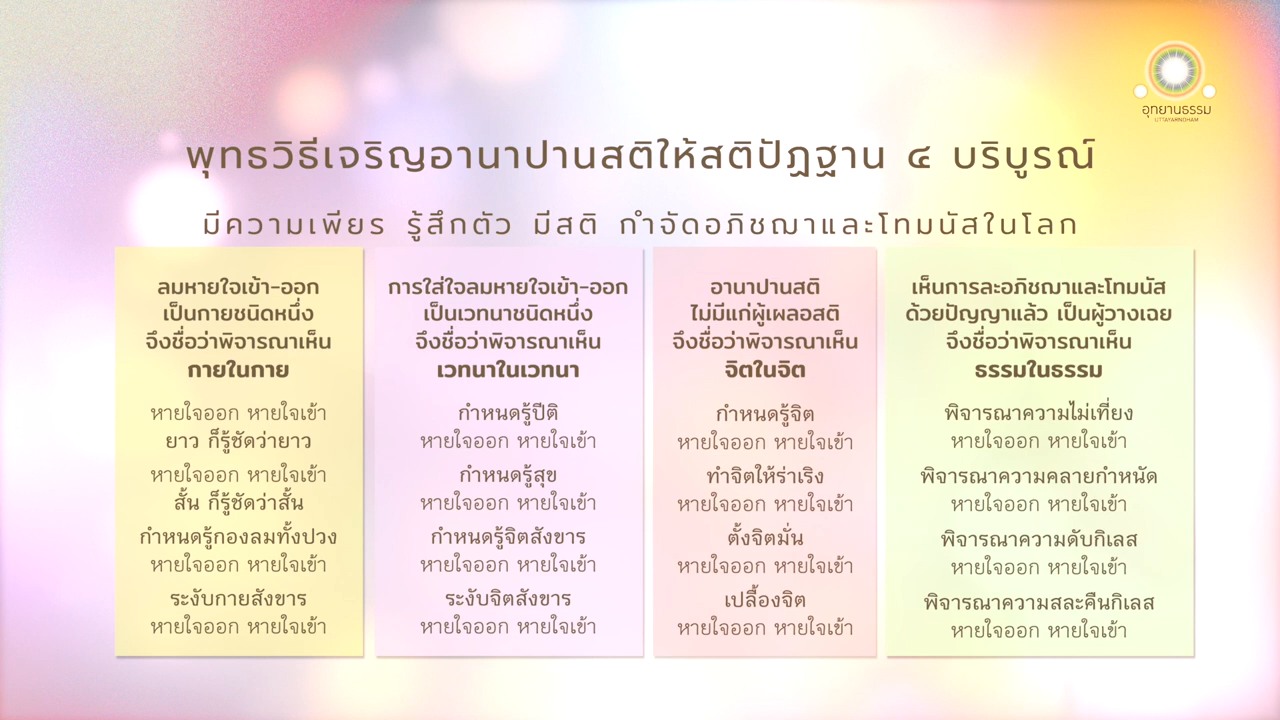 อุทยานธรรม
UTTAYARNDHAM
พุทธวิธีเจริญอานาปานสติให้สติปัฏฐาน ๔ บริบูรณ์
มีความเพียร รู้สึกตัว มีสติ กำจัดอภิชฌาและโทมนัสในโลก
ลมหายใจเข้า-ออก
เป็นกายชนิดหนึ่ง
จึงชื่อว่าพิจารณาเห็น
กายในกาย
หายใจออก หายใจเข้า
ยาว ก็รู้ชัดว่ายาว
หายใจออก หายใจเข้า
สั้น ก็รู้ชัดว่าสั้น
กำหนดรู้กองลมทั้งปวง
หายใจออก หายใจเข้า
ระงับกายสังขาร
หายใจออก หายใจเข้า
การใส่ใจลมหายใจเข้า-ออก
เป็นเวทนาชนิดหนึ่ง
จึงชื่อว่าพิจารณาเห็น
เวทนาในเวทนา
กำหนดรู้ปีติ
หายใจออก หายใจเข้า
กำหนดรู้สุข
หายใจออก หายใจเข้า
กำหนดรู้จิตสังขาร
หายใจออก หายใจเข้า
ระงับจิตสังขาร
หายใจออก หายใจเข้า
อานาปานสติ
ไม่มีแก่ผู้เผลอสติ
จึงชื่อว่าพิจารณาเห็น
จิตในจิต
กำหนดรู้จิต
หายใจออก หายใจเข้า
ทำจิตให้ร่าเริง
หายใจออก หายใจเข้า
ตั้งจิตมั่น
หายใจออก หายใจเข้า
เปลื้องจิต
หายใจออก หายใจเข้า
เห็นการละอภิชฌาและโทมนัส
ด้วยปัญญาแล้ว เป็นผู้วางเฉย
จึงชื่อว่าพิจารณาเห็น
ธรรมในธรรม
พิจารณาความไม่เที่ยง
หายใจออก หายใจเข้า
พิจารณาความคลายกำหนัด
หายใจออก หายใจเข้า
พิจารณาความดับกิเลส
หายใจออก หายใจเข้า
พิจารณาความสละคืนกิเลส
หายใจออก หายใจเข้า